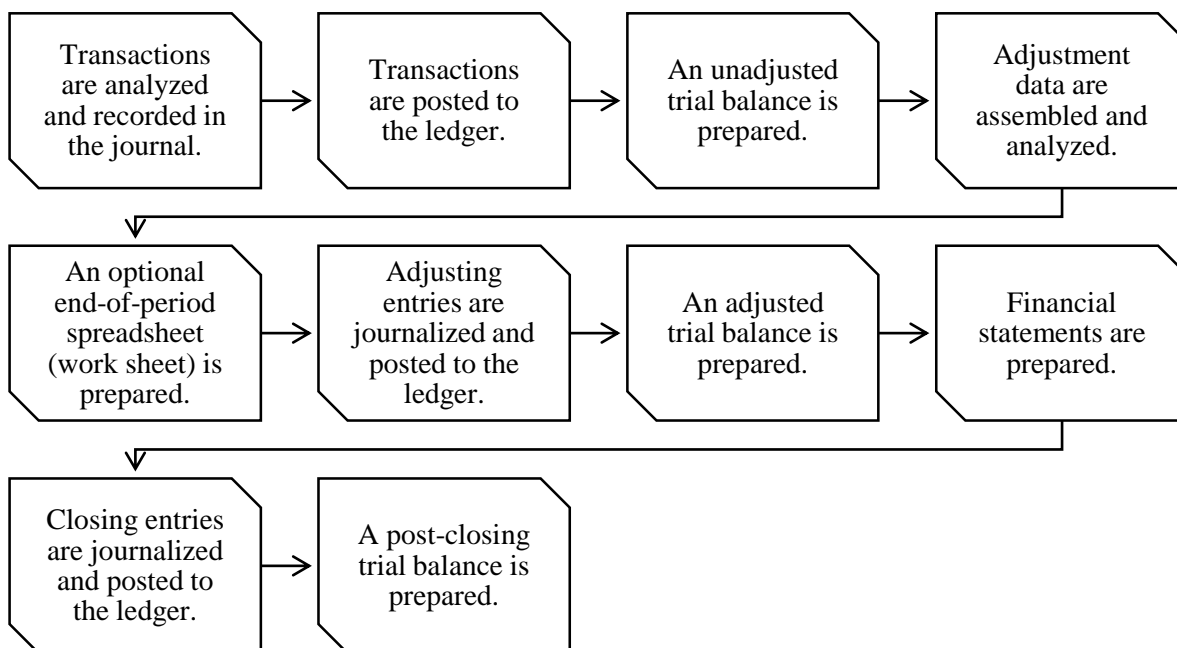 Transactions
are analyzed
and recorded in
the journal.
Transactions
are posted to
the ledger.
An unadjusted
trial balance is
prepared.
Adjustment
data are
assembled and
analyzed.
An optional
end-of-period
spreadsheet
(work sheet) is
prepared.
Adjusting
entries are
journalized and
posted to the
ledger.
An adjusted
trial balance is
prepared.
Financial
statements are
prepared.
Closing entries
are journalized
and posted to
the ledger.
A post-closing
trial balance is
prepared.